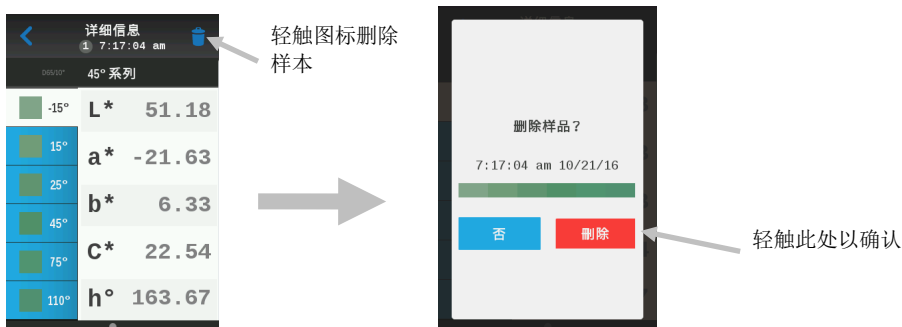 详细信息
1 7:17:04 am
D65/10°
45° 系列
-15°
15°
25°
45°
75°
110°
L* 51.18
a* -21.63
b* 6.33
C* 22.54
h° 163.67
轻触图标删除
样本
删除样品？
7:17:04 am 10/21/16
否
刪除
轻触此处以确认